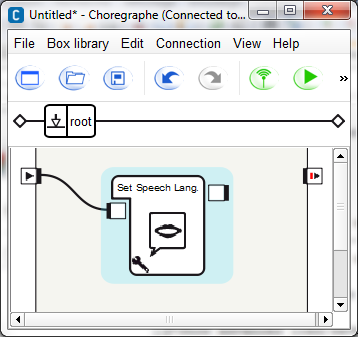 Untitled* - Choregraphe (Connected to...
File Box library Edit Connection View Help
»
root
Set Speech Lang.